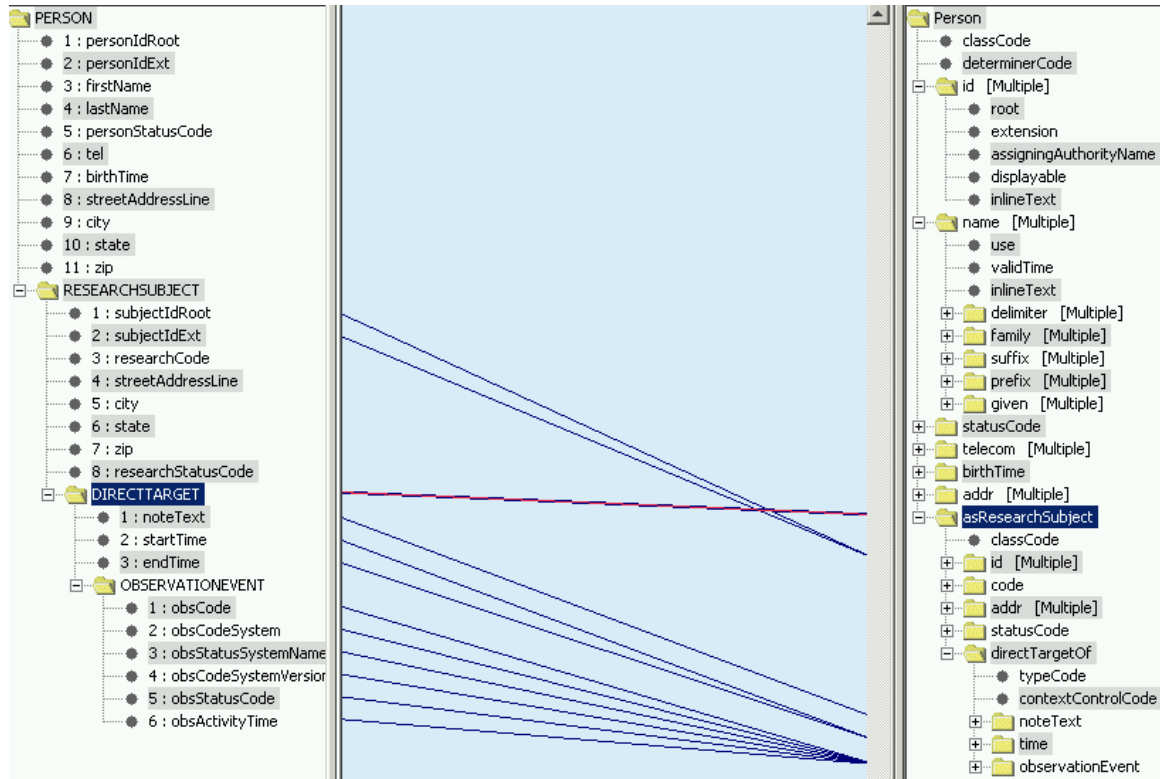 PERSON
1 : personIdRoot
2 : personIdExt
3 : firstName
4 : lastName
5 : personStatusCode
6 : tel
7 : birthTime
8 : streetAddressLine
9 : city
10 : state
11 : zip
RESEARCHSUBJECT
1 : subjectIdRoot
2 : subjectIdExt
3 : researchCode
4 : streetAddressLine
5 : city
6 : state
7 : zip
8 : researchStatusCode
DIRECTTARGET
1 : noteText
2 : startTime
3 : endTime
OBSERVATIONEVENT
1 : obsCode
2 : obsCodeSystem
3 : obsStatusSystemName
4 : obsCodeSystemVersion
5 : obsStatusCode
6 : obsActivityTime
Person
classCode
determinerCode
id [Multiple]
root
extension
assigningAuthorityName
displayable
inlineText
name [Multiple]
use
validTime
inlineText
delimiter [Multiple]
family [Multiple]
suffix [Multiple]
prefix [Multiple]
given [Multiple]
statusCode
telecom [Multiple]
birthTime
addr [Multiple]
asResearchSubject
classCode
id [Multiple]
code
addr [Multiple]
statusCode
directTargetOf
typeCode
contextControlCode
noteText
time
observationEvent